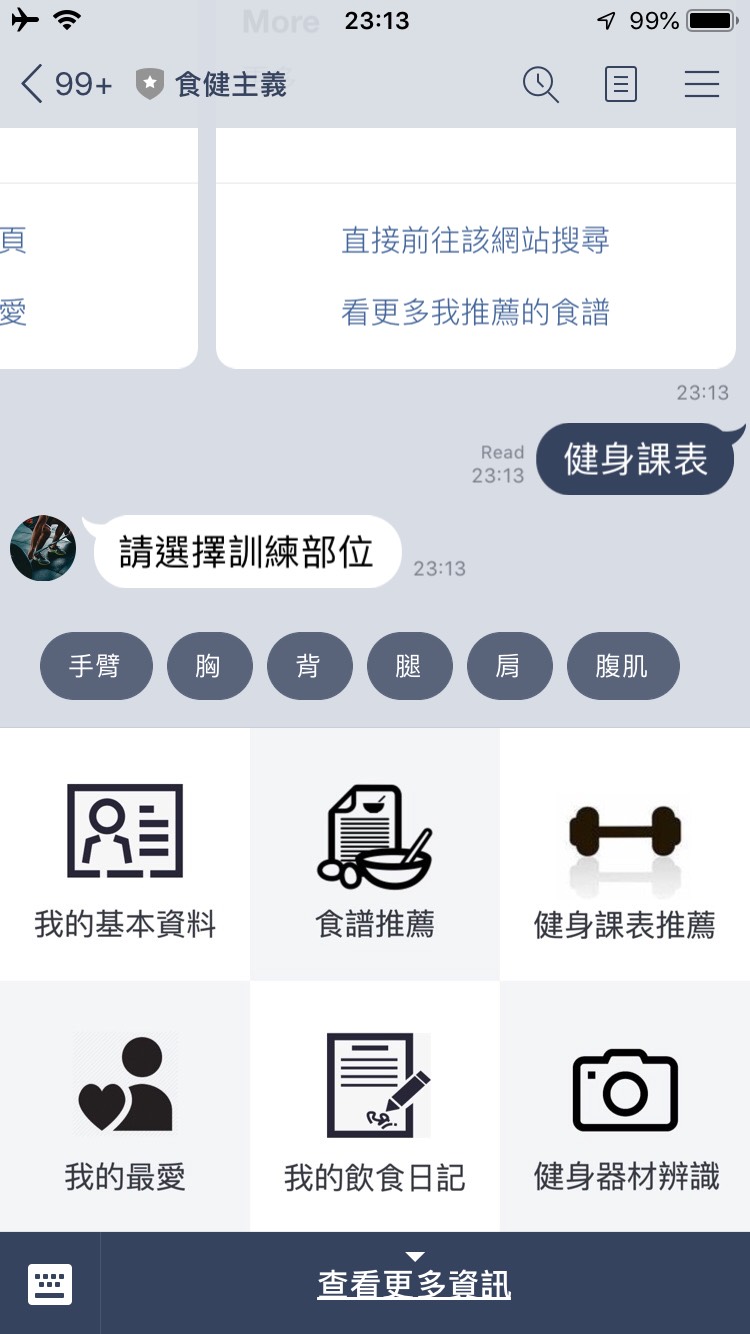 More
23:13
99%
99+
食健主義
頁
直接前往該網站搜尋
愛
看更多我推薦的食譜
23:13
Read
23:13
健身課表
請選擇訓練部位
23:13
手臂
胸
背
腿
肩
腹肌
我的基本資料
食譜推薦
健身課表推薦
我的最愛
我的飲食日記
健身器材辨識
查看更多資訊